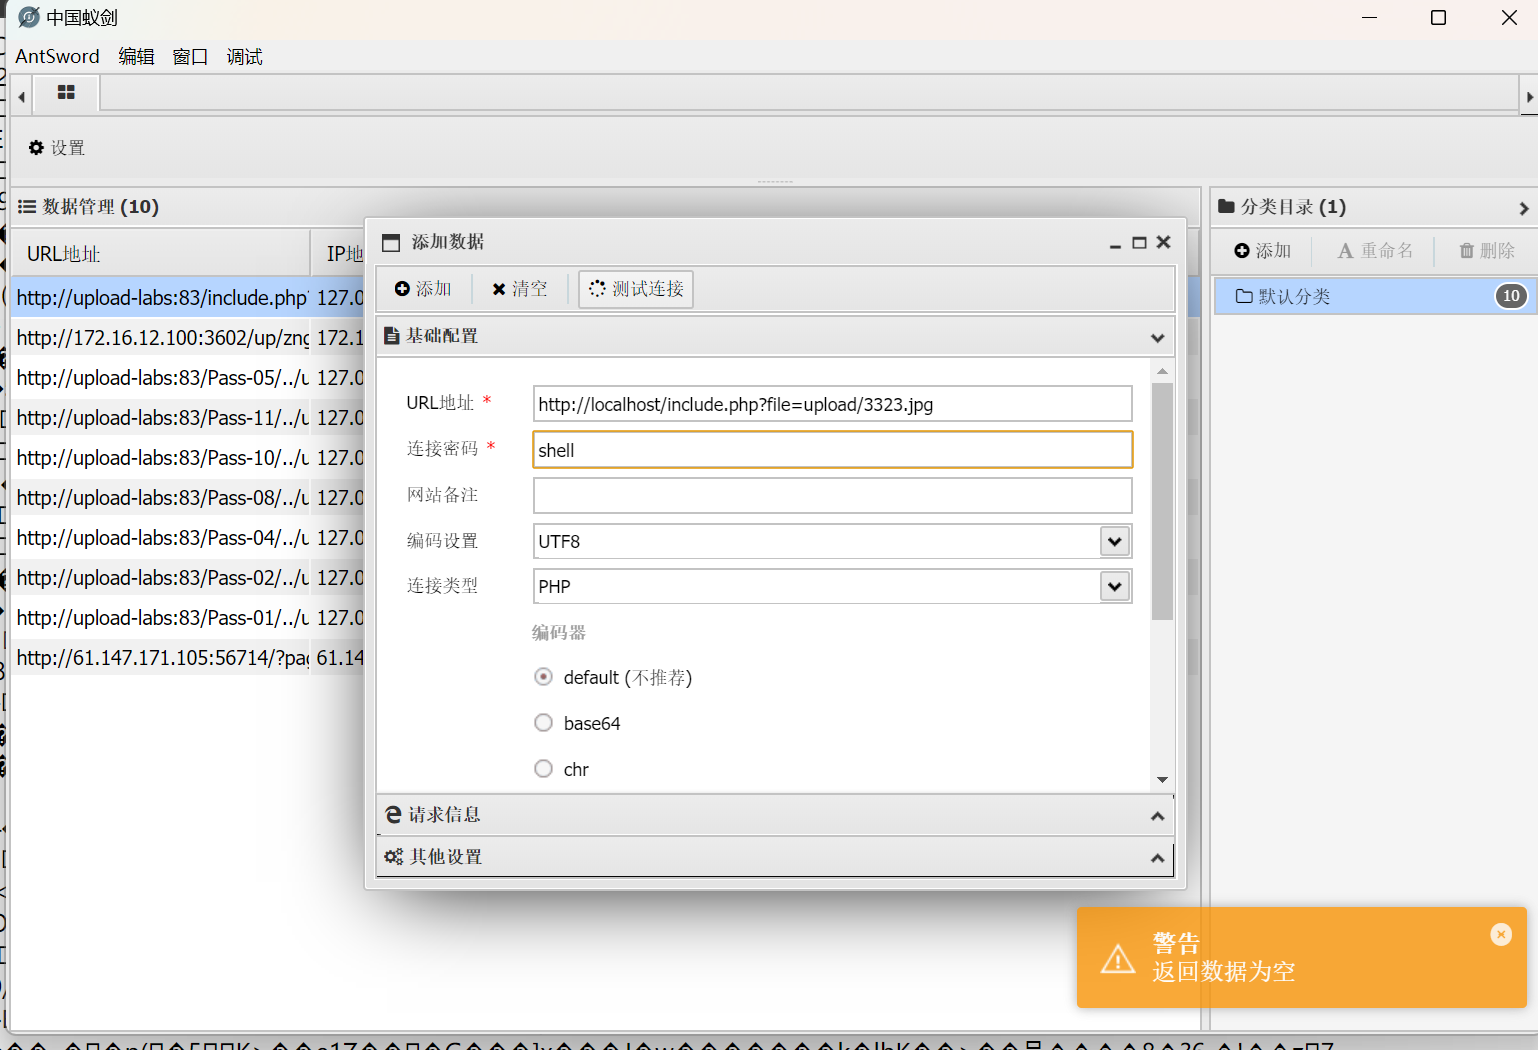 中国蚁剑
AntSword 编辑 窗口 调试
设置
数据管理 (10)
URL地址 IP地
http://upload-labs:83/include.php 127.0
http://172.16.12.100:3602/up/zng 172.1
http://upload-labs:83/Pass-05/../u 127.0
http://upload-labs:83/Pass-11/../u 127.0
http://upload-labs:83/Pass-10/../u 127.0
http://upload-labs:83/Pass-08/../u 127.0
http://upload-labs:83/Pass-04/../u 127.0
http://upload-labs:83/Pass-02/../u 127.0
http://upload-labs:83/Pass-01/../u 127.0
http://61.147.171.105:56714/?pag 61.14
添加数据
添加 清空 测试连接
基础配置
URL地址 * http://localhost/include.php?file=upload/3323.jpg
连接密码 * shell
网站备注
编码设置 UTF8
连接类型 PHP
编码器
default (不推荐)
base64
chr
请求信息
其他设置
分类目录 (1)
添加 重命名 删除
默认分类 10
警告
返回数据为空